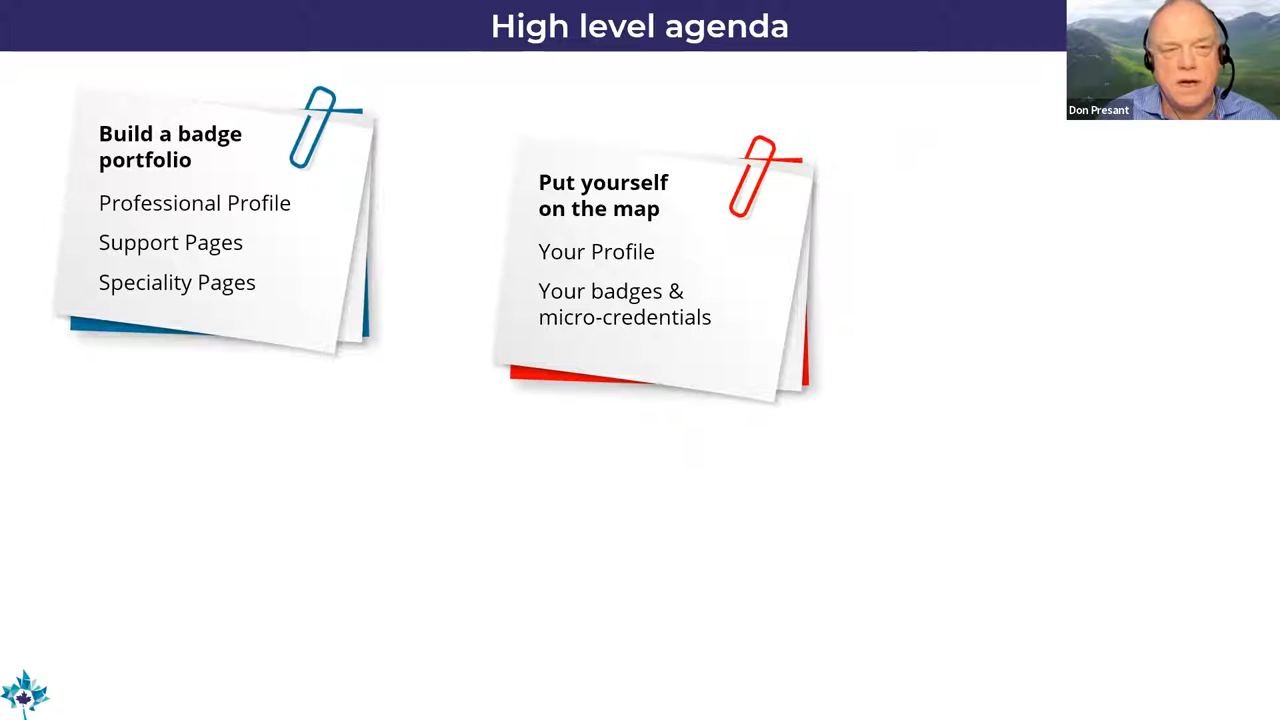 High level agenda
Don Presant
Build a badge
portfolio
Professional Profile
Support Pages
Speciality Pages
Put yourself
on the map
Your Profile
Your badges &
micro-credentials